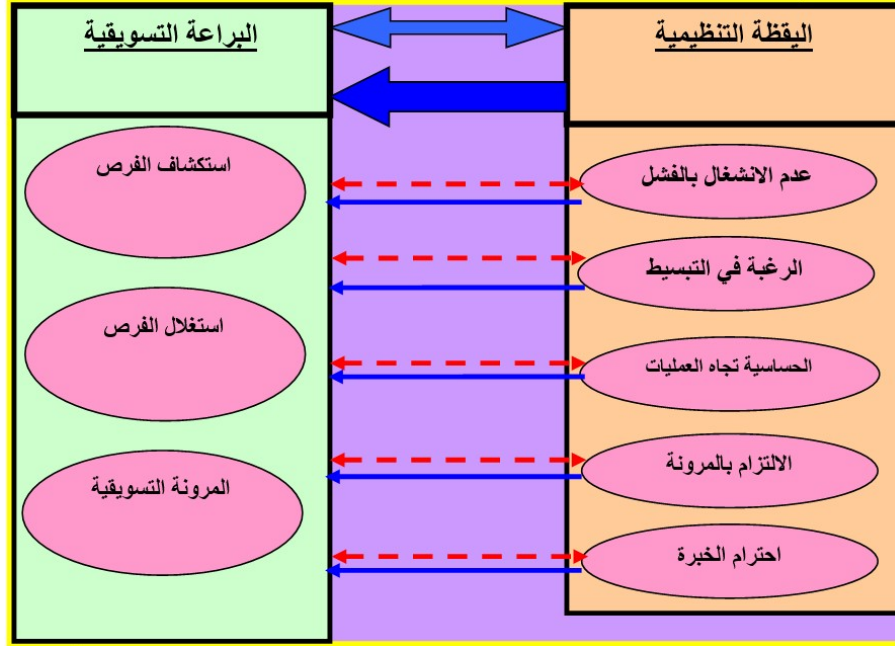 اليقظة التنظيمية
عدم الانشغال بالفشل
الرغبة في التبسيط
الحساسية تجاه العمليات
الالتزام بالمرونة
احترام الخبرة
البراعة التسويقية
استكشاف الفرص
استغلال الفرص
المرونة التسويقية